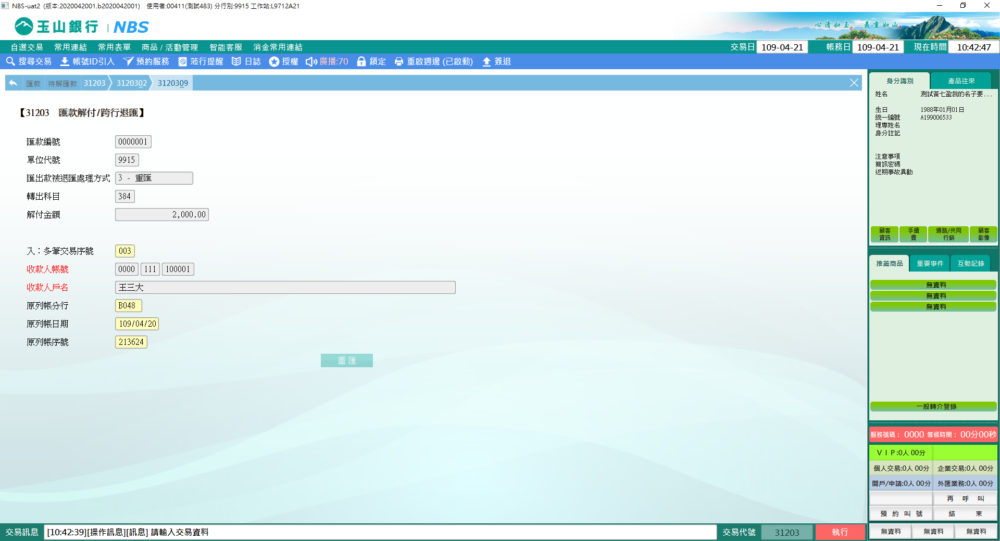 NBS-uat2 (版本:2020042001.b2020042001) 使用者:00411(測試483) 分行別:9915 工作站:L9712A21
玉山銀行 | NBS
心清如玉 義重如山
自選交易 常用連結 常用表單 商品 / 活動管理 智能客服 消金常用連結 交易日 109-04-21 帳務日 109-04-21 現在時間 10:42:47
搜尋交易 帳號ID引入 預約服務 蒞行提醒 日誌 授權 廣播:70 鎖定 重啟週邊 (已啟動) 簽退
匯款 待解匯款 31203 3120302 3120309
【31203 匯款解付/跨行退匯】
匯款編號 0000001
單位代號 9915
匯出款被退匯處理方式 3 - 重匯
轉出科目 384
解付金額 2,000.00
入：多筆交易序號 003
收款人帳號 0000 111 100001
收款人戶名 王三大
原列帳分行 B048
原列帳日期 109/04/20
原列帳序號 213624
重 匯
身分識別 產品往來
姓名 測試黃七盈我的名子要...
生日 1988年01月01日
統一編號 A199006533
理專姓名
身分註記
注意事項
簡訊密碼
近期事故異動
顧客資訊 手續費 通路/共同行銷 顧客影像
推薦商品 重要事件 互動記錄
無資料
無資料
無資料
一般轉介登錄
服務號碼： 0000 等候時間： 00分00秒
ＶＩＰ:0人 00分
個人交易:0人 00分 企業交易:0人 00分
開戶/申請:0人 00分 外匯業務:0人 00分
再 呼 叫
預 約 叫 號 結 束
無資料 無資料 無資料
交易訊息 [10:42:39][操作訊息][訊息] 請輸入交易資料 交易代號 31203 執行